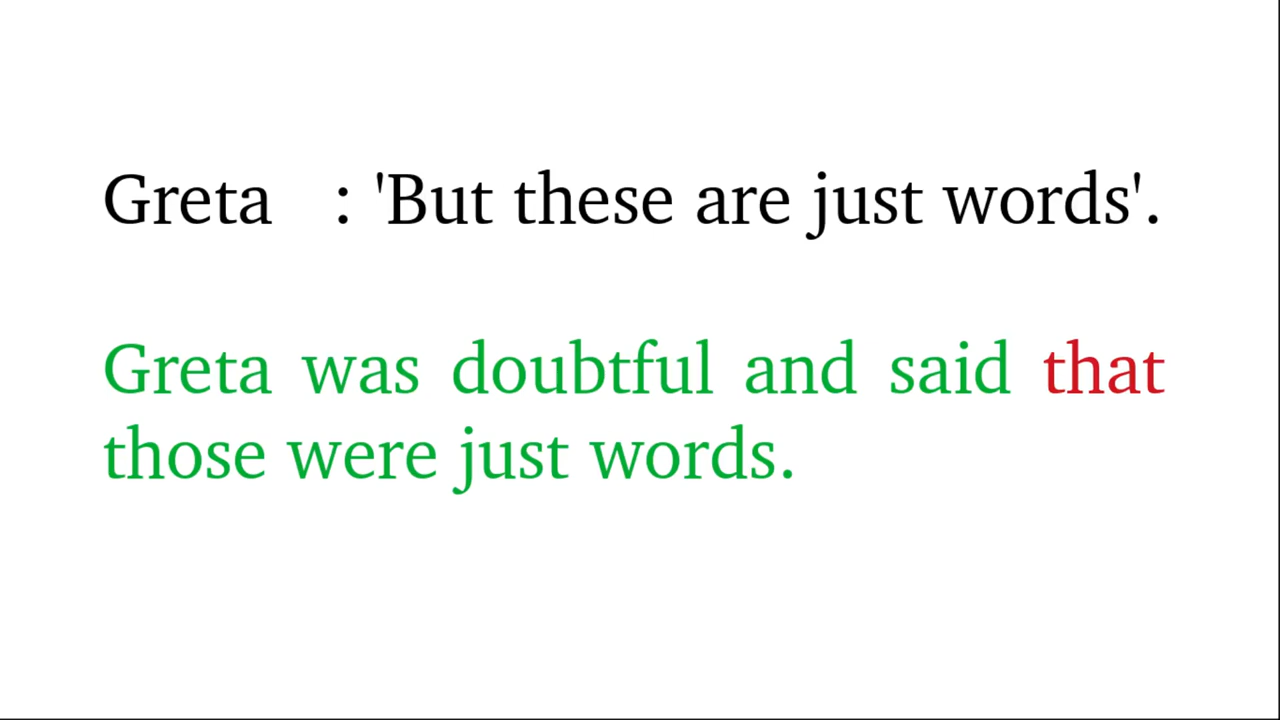 Greta : 'But these are just words'.
Greta was doubtful and said that
those were just words.